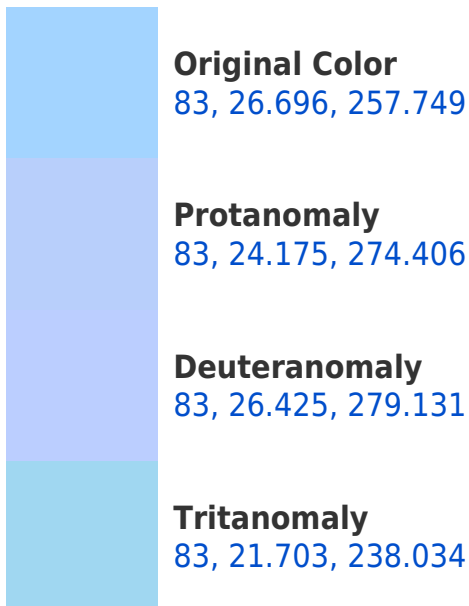 Original Color
83, 26.696, 257.749
Protanomaly
83, 24.175, 274.406
Deuteranomaly
83, 26.425, 279.131
Tritanomaly
83, 21.703, 238.034